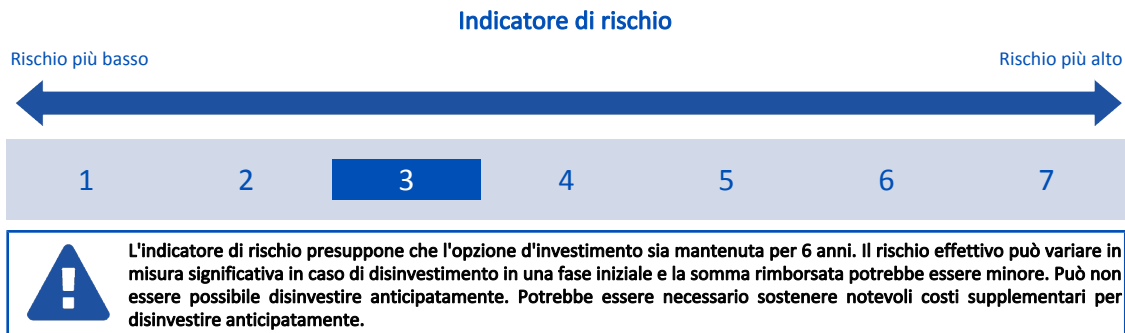 Indicatore di rischio
Rischio più basso
Rischio più alto
1 2 3 4 5 6 7
L'indicatore di rischio presuppone che l'opzione d'investimento sia mantenuta per 6 anni. Il rischio effettivo può variare in
misura significativa in caso di disinvestimento in una fase iniziale e la somma rimborsata potrebbe essere minore. Può non
essere possibile disinvestire anticipatamente. Potrebbe essere necessario sostenere notevoli costi supplementari per
disinvestire anticipatamente.